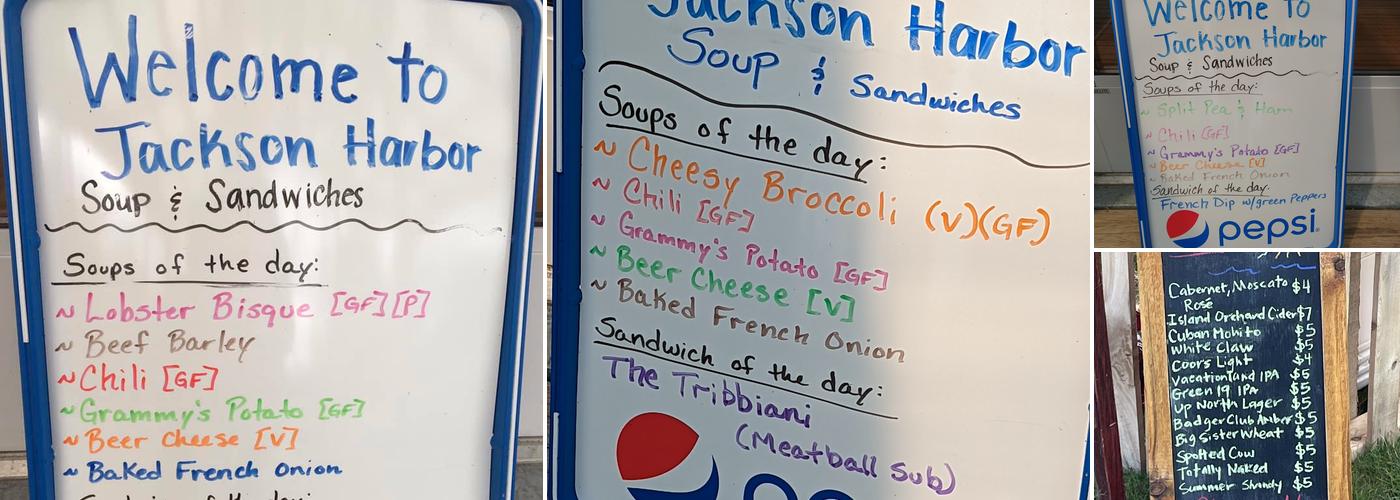 Welcome to
Jackson Harbor
Soup & Sandwiches
Soups of the day:
~ Lobster Bisque [GF][P]
~ Beef Barley
~ Chili [GF]
~ Grammy's Potato [GF]
~ Beer Cheese [V]
~ Baked French Onion
Jackson Harbor
Soup & Sandwiches
Soups of the day:
~ Cheesy Broccoli (V)(GF)
~ Chili [GF]
~ Grammy's Potato [GF]
~ Beer Cheese [V]
~ Baked French Onion
Sandwich of the day:
The Tribbiani
(Meatball Sub)
Welcome to
Jackson Harbor
Soup & Sandwiches
Soups of the day:
~ Split Pea & Ham
~ Chili [GF]
~ Grammy's Potato [GF]
~ Beer Cheese [V]
~ Baked French Onion
Sandwich of the day:
French Dip w/green Peppers
pepsi
Cabernet, Moscato $4
Rosé
Island Orchard Cider $7
Cuban Mohito $5
White Claw $5
Coors Light $4
Vacationland IPA $5
Green 19 IPA $5
Up North Lager $5
Badger Club Amber $5
Big Sister Wheat $5
Spotted Cow $5
Totally Naked $5
Summer Shandy $5